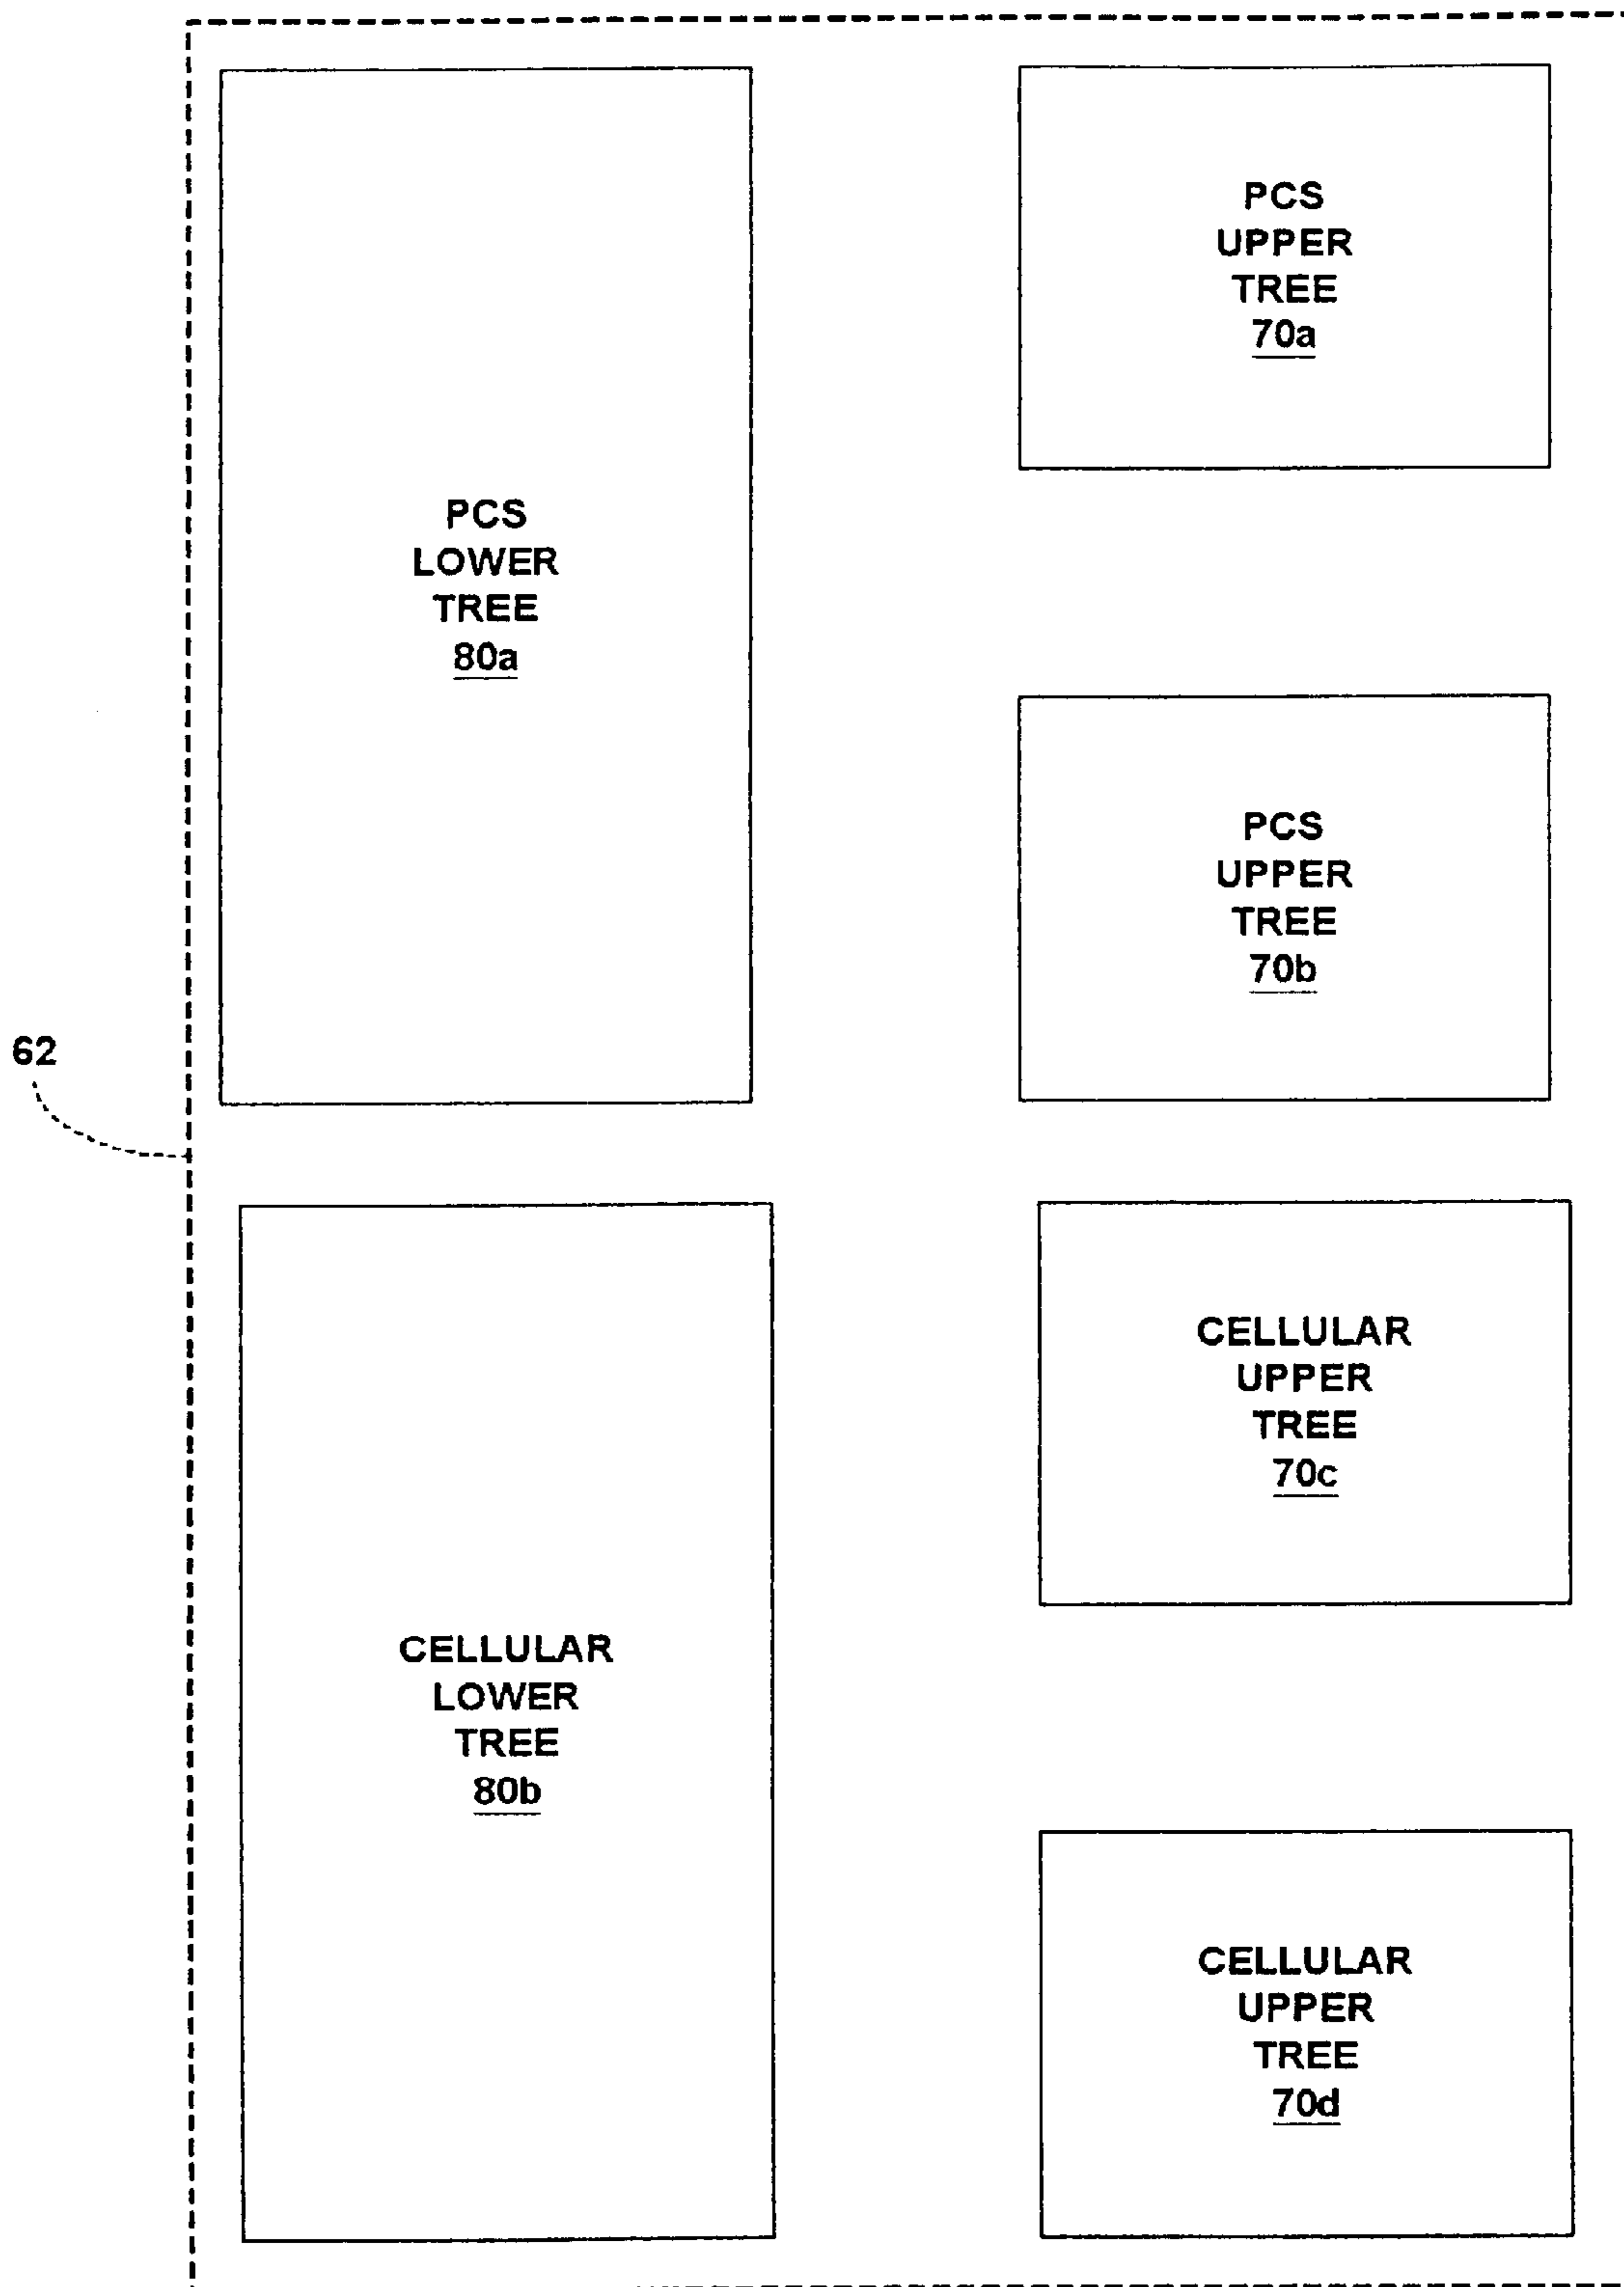 PCS
UPPER
TREE
70a
PCS
LOWER
TREE
80a
PCS
UPPER
TREE
70b
62
CELLULAR
UPPER
TREE
70c
CELLULAR
LOWER
TREE
80b
CELLULAR
UPPER
TREE
70d